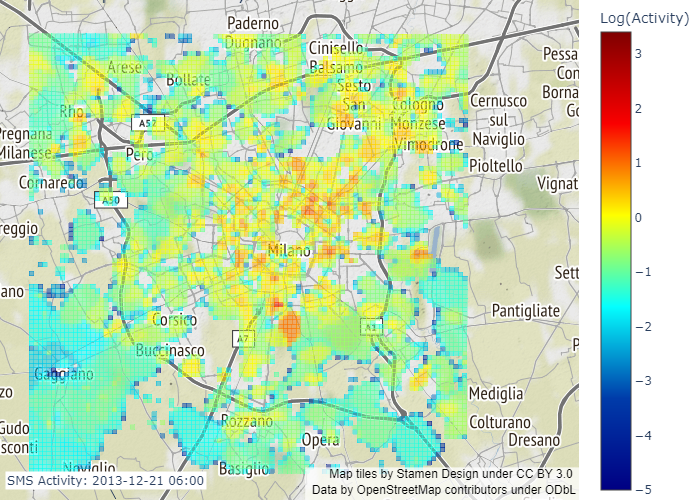 Paderno
Dugnano
Cinisello
Balsamo
Arese
Bollate
Sesto
San
Giovanni
Cologno
Monzese
Vimodrone
Cernusco
sul
Naviglio
Pessa
Con
Borna
Go
Rho
A52
Pregnana
Milanese
Pero
Pioltello
Cornaredo
Vignat
A50
reggio
Milano
Sett
ano
Pantigliate
Corsico
A7
A1
Buccinasco
P
Gaggiano
zo
Mediglia
Gudo
sconti
Rozzano
Colturano
Dresano
Opera
Noviglio
Basiglio
SMS Activity: 2013-12-21 06:00
Map tiles by Stamen Design under CC BY 3.0
Data by OpenStreetMap contributors under ODbL
Log(Activity)
3
2
1
0
−1
−2
−3
−4
−5